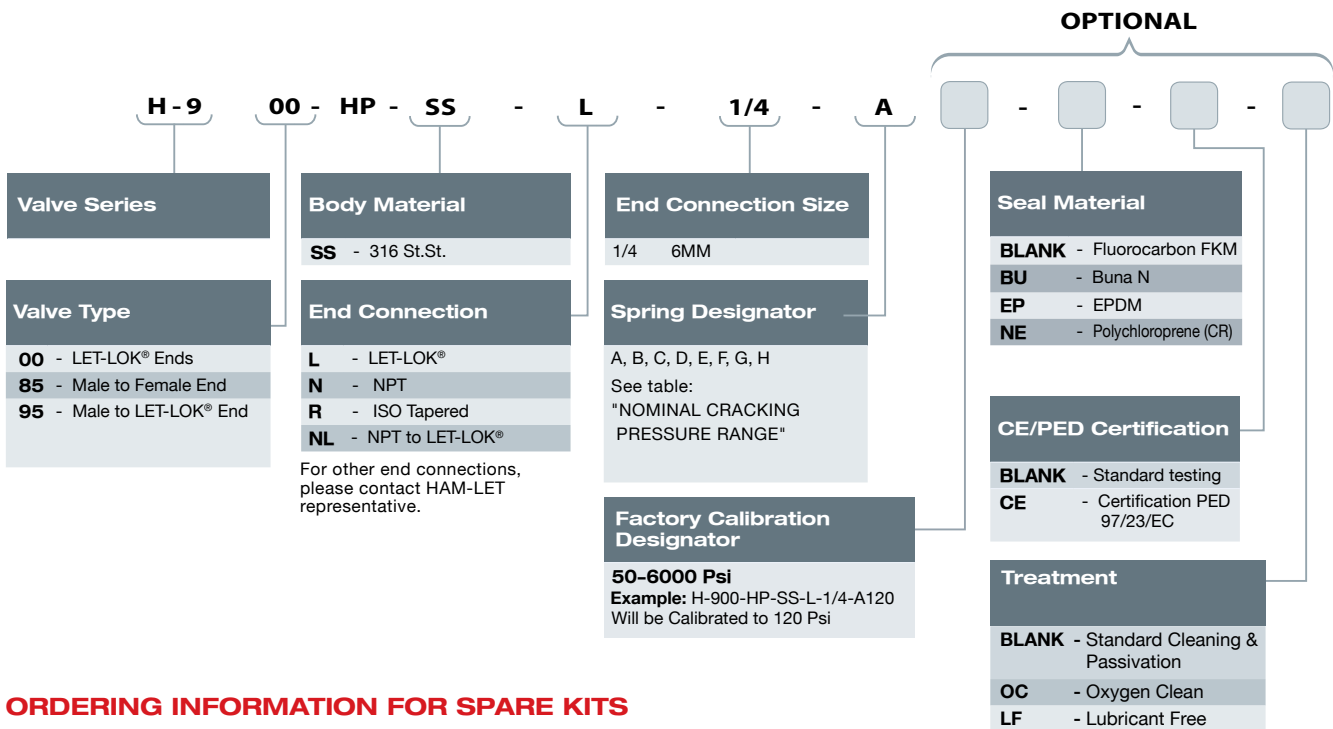 OPTIONAL
H-9 00 - HP - SS - L - 1/4 - A - - -
Valve Series
Valve Type
00 - LET-LOK® Ends
85 - Male to Female End
95 - Male to LET-LOK® End
Body Material
SS - 316 St.St.
End Connection
L - LET-LOK®
N - NPT
R - ISO Tapered
NL - NPT to LET-LOK®
For other end connections,
please contact HAM-LET
representative.
End Connection Size
1/4 6MM
Spring Designator
A, B, C, D, E, F, G, H
See table:
"NOMINAL CRACKING
PRESSURE RANGE"
Factory Calibration
Designator
50-6000 Psi
Example: H-900-HP-SS-L-1/4-A120
Will be Calibrated to 120 Psi
Seal Material
BLANK - Fluorocarbon FKM
BU - Buna N
EP - EPDM
NE - Polychloroprene (CR)
CE/PED Certification
BLANK - Standard testing
CE - Certification PED
97/23/EC
Treatment
BLANK - Standard Cleaning &
Passivation
OC - Oxygen Clean
LF - Lubricant Free
ORDERING INFORMATION FOR SPARE KITS